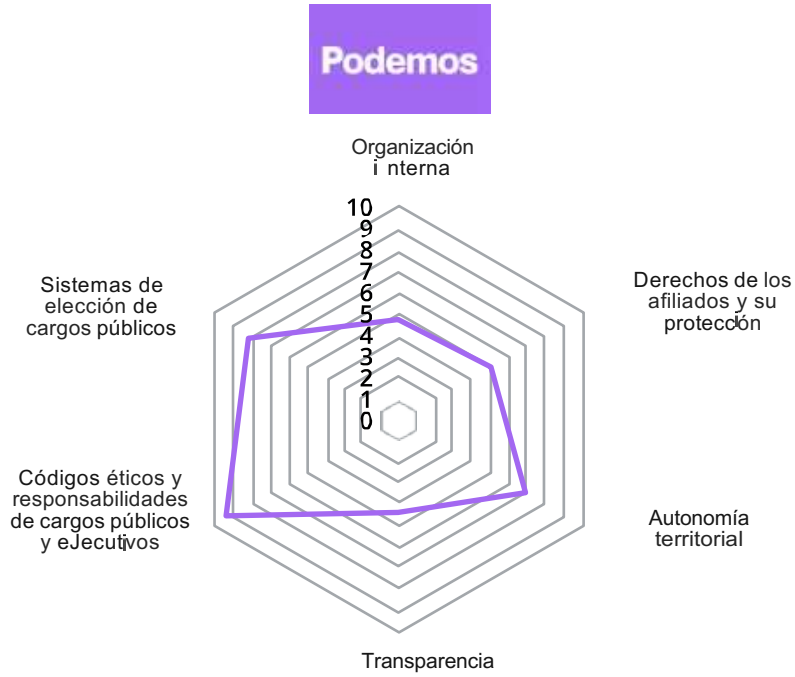 Podemos
Organización
i nterna
10
9
8
7
6
5
4
3
2
1
0
Sistemas de
elección de
cargos públicos
Derechos de los
afiliados y su
protección
Códigos éticos y
responsabilidades
de cargos públicos
y eJecutivos
Autonomía
territorial
Transparencia